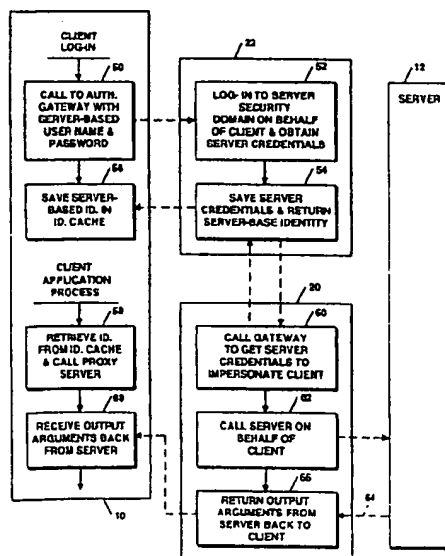 CLIENT
LOG-IN
50
CALL TO AUTH.
GATEWAY WITH
SERVER-BASED
USER NAME &
PASSWORD
56
SAVE SERVER-
BASED ID. IN
ID. CACHE
CLIENT
APPLICATION
PROCESS
58
RETRIEVE ID.
FROM ID. CACHE
& CALL PROXY
SERVER
68
RECEIVE OUTPUT
ARGUMENTS BACK
FROM SERVER
10
22
52
LOG-IN TO SERVER
SECURITY
DOMAIN ON BEHALF
OF CLIENT & OBTAIN
SERVER CREDENTIALS
54
SAVE SERVER
CREDENTIALS & RETURN
SERVER-BASE IDENTITY
20
60
CALL GATEWAY
TO GET SERVER
CREDENTIALS TO
IMPERSONATE CLIENT
62
CALL SERVER ON
BEHALF OF
CLIENT
66
RETURN OUTPUT
ARGUMENTS FROM
SERVER BACK TO
CLIENT
64
12
SERVER